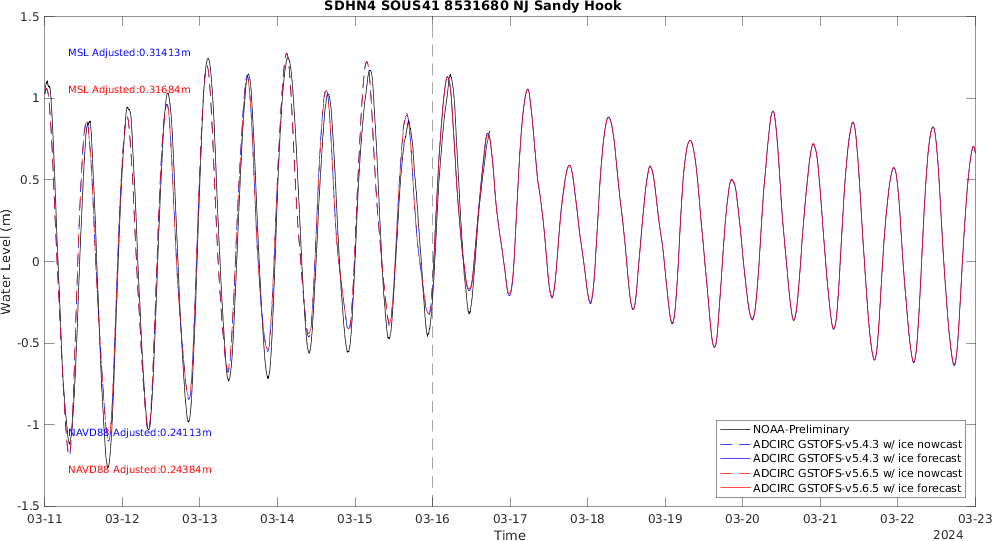 SDHN4 SOUS41 8531680 NJ Sandy Hook
1.5
1
0.5
0
-0.5
-1
-1.5
Water Level (m)
MSL Adjusted:0.31413m
MSL Adjusted:0.31684m
NAVD88 Adjusted:0.24113m
NAVD88 Adjusted:0.24384m
NOAA-Preliminary
ADCIRC GSTOFS-v5.4.3 w/ ice nowcast
ADCIRC GSTOFS-v5.4.3 w/ ice forecast
ADCIRC GSTOFS-v5.6.5 w/ ice nowcast
ADCIRC GSTOFS-v5.6.5 w/ ice forecast
03-11 03-12 03-13 03-14 03-15 03-16 03-17 03-18 03-19 03-20 03-21 03-22 03-23
Time
2024